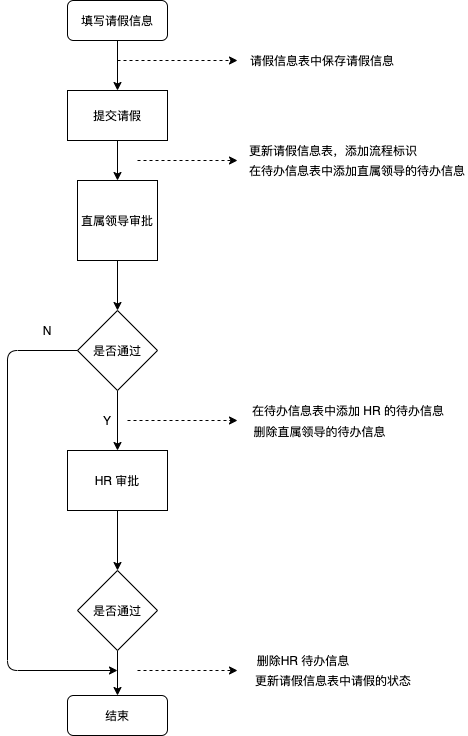 填写请假信息
请假信息表中保存请假信息
提交请假
更新请假信息表，添加流程标识
在待办信息表中添加直属领导的待办信息
直属领导审批
N
是否通过
Y
在待办信息表中添加 HR 的待办信息
删除直属领导的待办信息
HR 审批
是否通过
删除HR 待办信息
更新请假信息表中请假的状态
结束